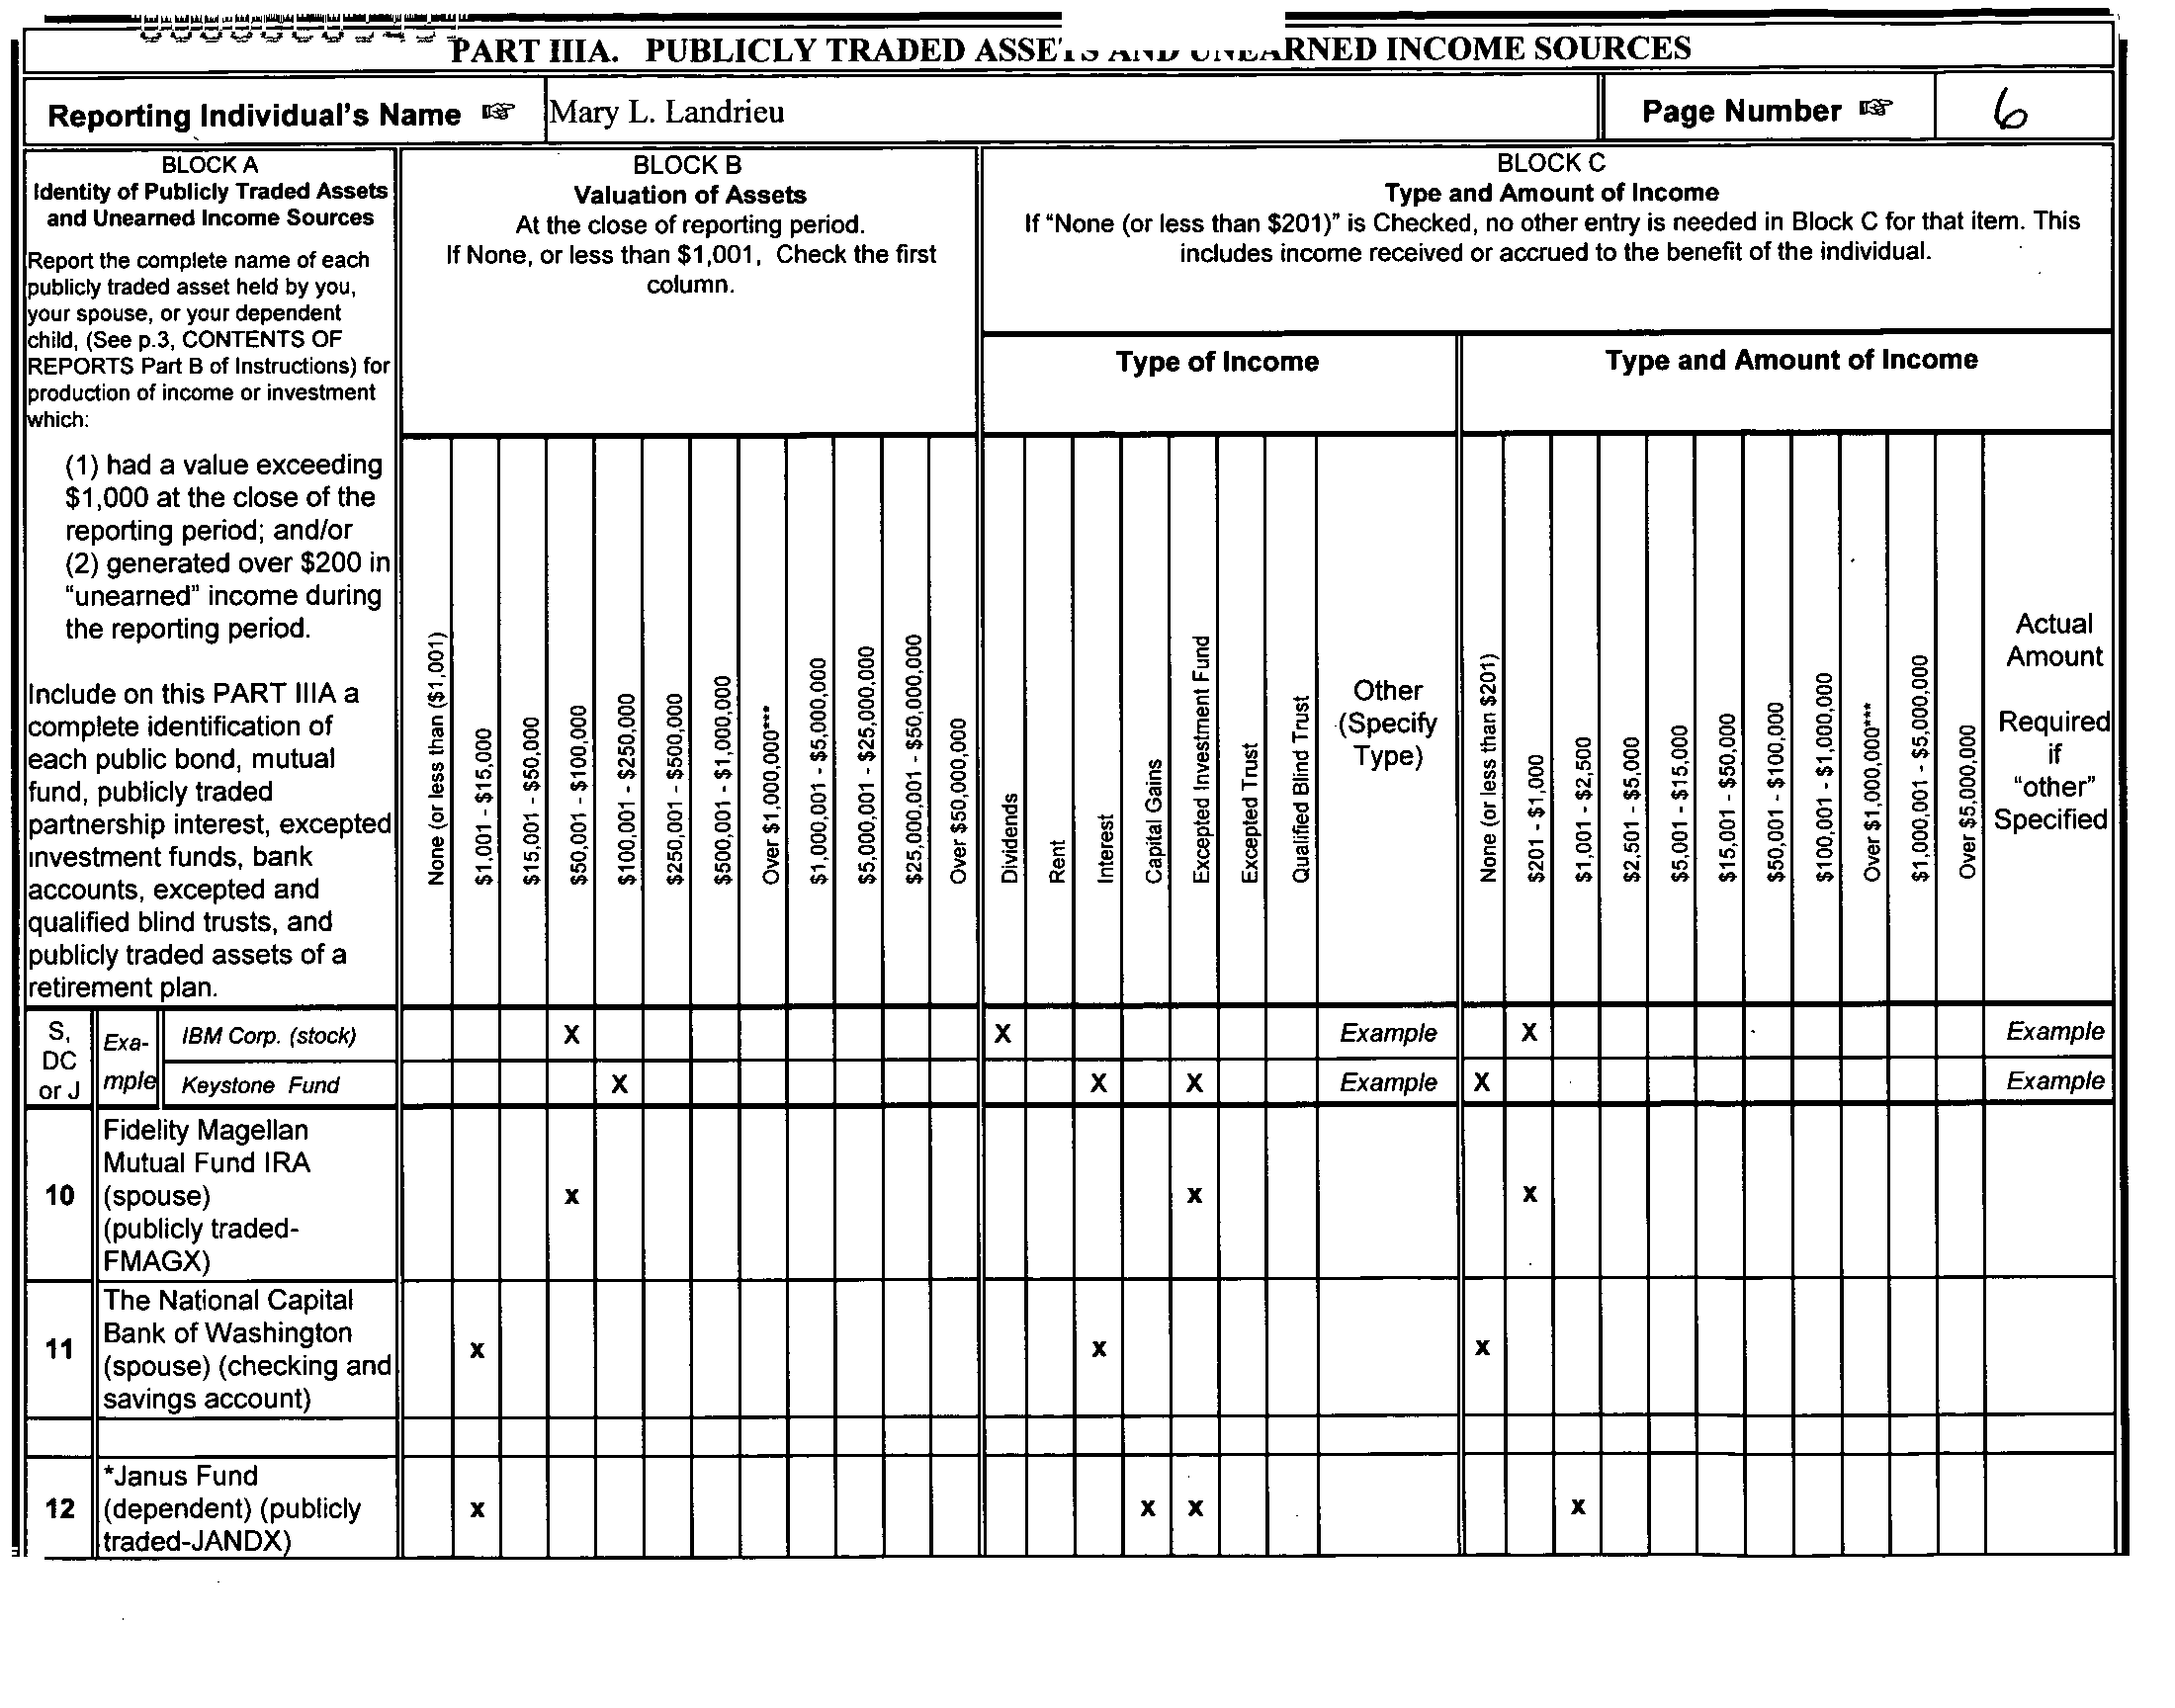 PART IIIA. PUBLICLY TRADED ASSETS AND UNEARNED INCOME SOURCES
Reporting Individual's Name ☞ Mary L. Landrieu Page Number ☞ 6
BLOCK A
Identity of Publicly Traded Assets
and Unearned Income Sources
Report the complete name of each
publicly traded asset held by you,
your spouse, or your dependent
child, (See p.3, CONTENTS OF
REPORTS Part B of Instructions) for
production of income or investment
which:
(1) had a value exceeding
$1,000 at the close of the
reporting period; and/or
(2) generated over $200 in
“unearned” income during
the reporting period.
Include on this PART IIIA a
complete identification of
each public bond, mutual
fund, publicly traded
partnership interest, excepted
investment funds, bank
accounts, excepted and
qualified blind trusts, and
publicly traded assets of a
retirement plan.
BLOCK B
Valuation of Assets
At the close of reporting period.
If None, or less than $1,001, Check the first
column.
None (or less than ($1,001)
$1,001 - $15,000
$15,001 - $50,000
$50,001 - $100,000
$100,001 - $250,000
$250,001 - $500,000
$500,001 - $1,000,000
Over $1,000,000***
$1,000,001 - $5,000,000
$5,000,001 - $25,000,000
$25,000,001 - $50,000,000
Over $50,000,000
BLOCK C
Type and Amount of Income
If “None (or less than $201)” is Checked, no other entry is needed in Block C for that item. This
includes income received or accrued to the benefit of the individual.
Type of Income
Dividends
Rent
Interest
Capital Gains
Excepted Investment Fund
Excepted Trust
Qualified Blind Trust
Other
(Specify
Type)
Type and Amount of Income
None (or less than $201)
$201 - $1,000
$1,001 - $2,500
$2,501 - $5,000
$5,001 - $15,000
$15,001 - $50,000
$50,001 - $100,000
$100,001 - $1,000,000
Over $1,000,000***
$1,000,001 - $5,000,000
Over $5,000,000
Actual
Amount
Required
if
“other”
Specified
S,
DC
or J
Exa-
mple
IBM Corp. (stock) X X Example X Example
Keystone Fund X X X Example X Example
10
Fidelity Magellan
Mutual Fund IRA
(spouse)
(publicly traded-
FMAGX)
x x x
11
The National Capital
Bank of Washington
(spouse) (checking and
savings account)
x x x
12
*Janus Fund
(dependent) (publicly
traded-JANDX)
x x x x